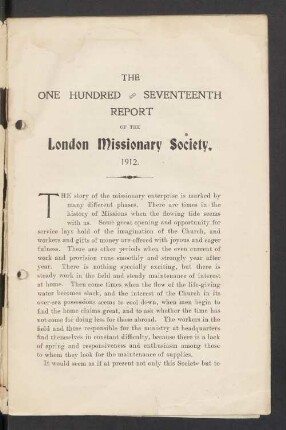 THE
ONE HUNDRED and SEVENTEENTH
REPORT
OF THE
London Missionary Society,
1912.
THE story of the missionary enterprise is marked by
many different phases. There are times in the
history of Missions when the flowing tide seems
with us. Some great opening and opportunity for
service lays hold of the imagination of the Church, and
workers and gifts of money are offered with joyous and eager
fulness. There are other periods when the even current of
work and provision runs smoothly and strongly year after
year. There is nothing specially exciting, but there is
steady work in the field and steady maintenance of interest
at home. Then come times when the flow of the life-giving
water becomes slack, and the interest of the Church in its
over-sea possessions seems to cool down, when men begin to
find the home claims great, and to ask whether the time has
not come for doing less for those abroad. The workers in the
field and those responsible for the ministry at headquarters
find themselves in constant difficulty, because there is a lack
of spring and responsiveness and enthusiasm among those
to whom they look for the maintenance of supplies.
It would seem as if at present not only this Society but to